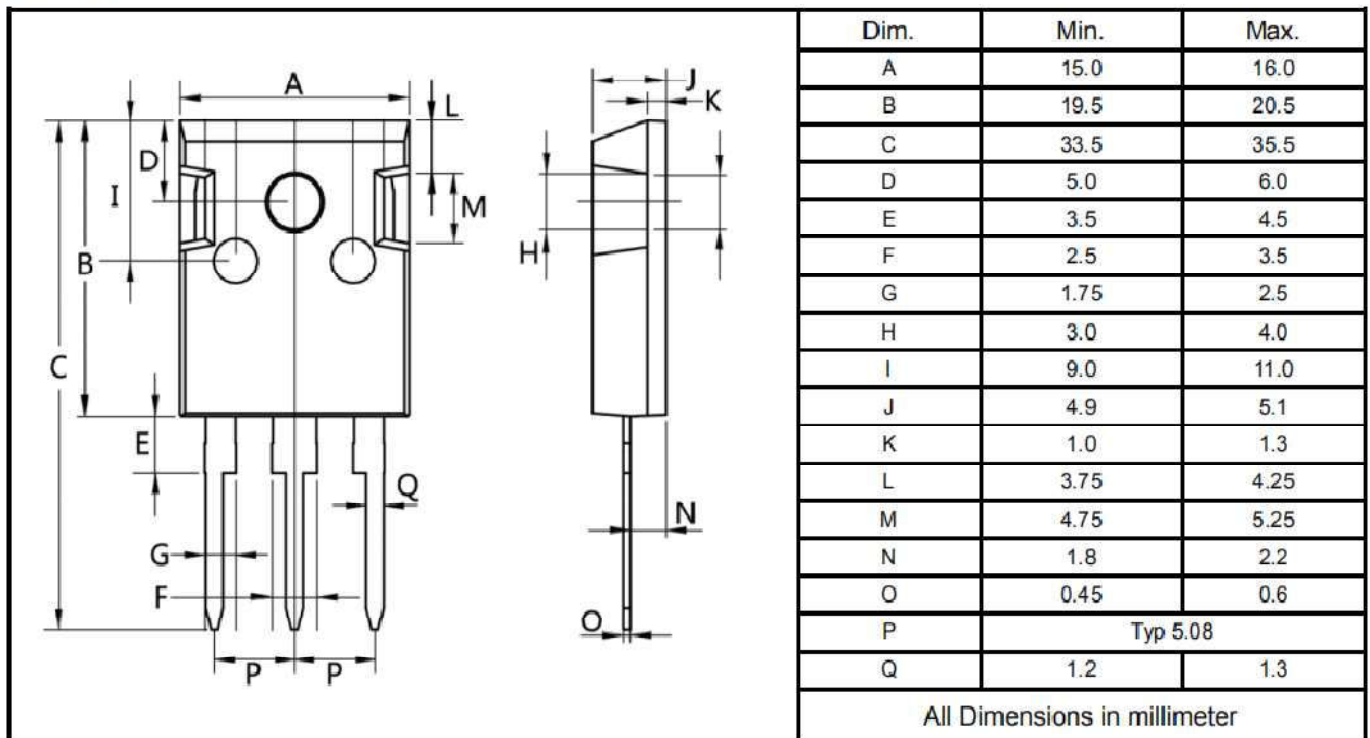 A
L
D
I
M
B
C
E
Q
G
F
P P
J
K
H
N
O
Dim. Min. Max.
A 15.0 16.0
B 19.5 20.5
C 33.5 35.5
D 5.0 6.0
E 3.5 4.5
F 2.5 3.5
G 1.75 2.5
H 3.0 4.0
I 9.0 11.0
J 4.9 5.1
K 1.0 1.3
L 3.75 4.25
M 4.75 5.25
N 1.8 2.2
O 0.45 0.6
P Typ 5.08
Q 1.2 1.3
All Dimensions in millimeter